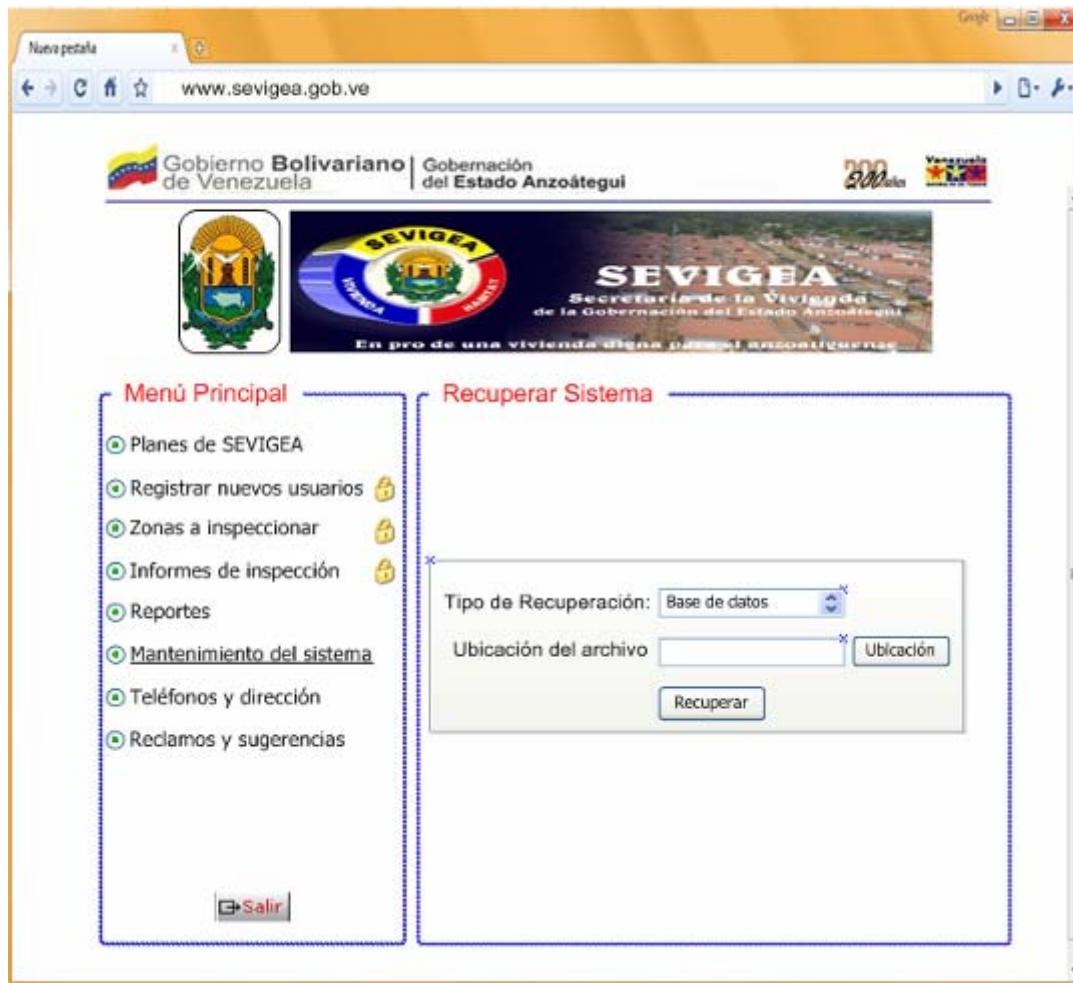 Google
Nueva pestaña
www.sevigea.gob.ve
Gobierno Bolivariano
de Venezuela
Gobernación
del Estado Anzoátegui
200
200 años
Venezuela
SEVIGEA
VIVIENDA
HABITAT
SEVIGEA
Secretaría de la Vivienda
de la Gobernación del Estado Anzoátegui
En pro de una vivienda digna para el anzoatiguense
Menú Principal
Planes de SEVIGEA
Registrar nuevos usuarios
Zonas a inspeccionar
Informes de inspección
Reportes
Mantenimiento del sistema
Teléfonos y dirección
Reclamos y sugerencias
Salir
Recuperar Sistema
Tipo de Recuperación: Base de datos
Ubicación del archivo Ubicación
Recuperar